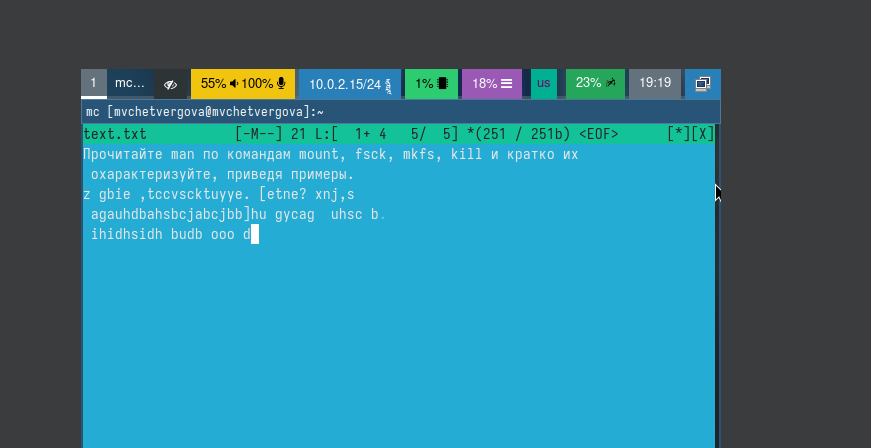 1 mc... 55% 100% 10.0.2.15/24 1% 18% us 23% 19:19
mc [mvchetvergova@mvchetvergova]:~
text.txt [-M--] 21 L:[ 1+ 4 5/ 5] *(251 / 251b) <EOF> [*][X]
Прочитайте man по командам mount, fsck, mkfs, kill и кратко их
охарактеризуйте, приведя примеры.
z gbie ,tccvscktuyye. [etne? xnj,s
agauhdbahsbcjabcjbb]hu gycag uhsc b.
ihidhsidh budb ooo d